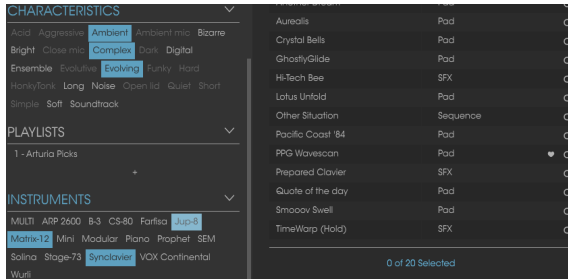 CHARACTERISTICS
Acid Aggressive Ambient Ambient mic Bizarre
Bright Close mic Complex Dark Digital
Ensemble Evolutive Evolving Funky Hard
HonkyTonk Long Noise Open lid Quiet Short
Simple Soft Soundtrack
PLAYLISTS
1 - Arturia Picks
+
INSTRUMENTS
MULTI ARP 2600 B-3 CS-80 Farfisa Jup-8
Matrix-12 Mini Modular Piano Prophet SEM
Solina Stage-73 Synclavier VOX Continental
Wurli
Another Dream Pad
Aurealis Pad
Crystal Bells Pad
GhostlyGlide Pad
Hi-Tech Bee SFX
Lotus Unfold Pad
Other Situation Sequence
Pacific Coast '84 Pad
PPG Wavescan Pad
Prepared Clavier SFX
Quote of the day Pad
Smooov Swell Pad
TimeWarp (Hold) SFX
0 of 20 Selected